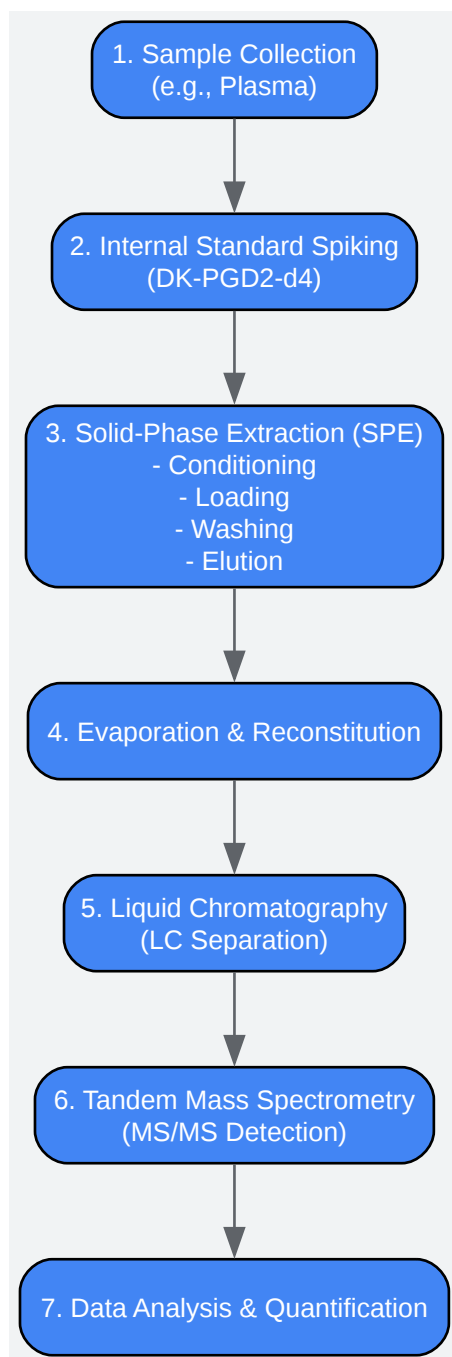 1. Sample Collection
(e.g., Plasma)
2. Internal Standard Spiking
(DK-PGD2-d4)
3. Solid-Phase Extraction (SPE)
- Conditioning
- Loading
- Washing
- Elution
4. Evaporation & Reconstitution
5. Liquid Chromatography
(LC Separation)
6. Tandem Mass Spectrometry
(MS/MS Detection)
7. Data Analysis & Quantification